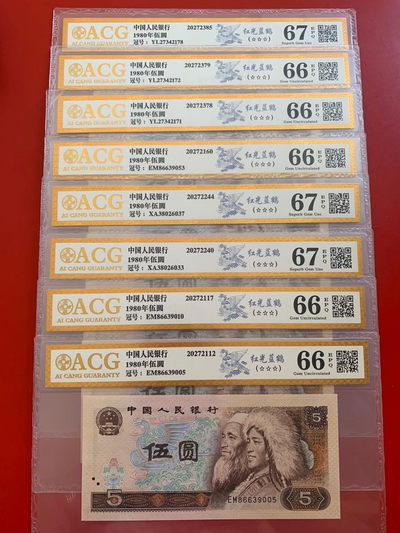 ACG
AI CANG GUARANTY
中国人民银行 20272385
1980年伍圆
冠号：YL27342178
红光蓝鹤
(☆☆☆)
67 EPQ
Superb Gem Unc
ACG
AI CANG GUARANTY
中国人民银行 20272379
1980年伍圆
冠号：YL27342172
红光蓝鹤
(☆☆☆)
66 EPQ
Gem Uncirculated
ACG
AI CANG GUARANTY
中国人民银行 20272378
1980年伍圆
冠号：YL27342171
红光蓝鹤
(☆☆☆)
66 EPQ
Gem Uncirculated
ACG
AI CANG GUARANTY
中国人民银行 20272160
1980年伍圆
冠号：EM86639053
红光蓝鹤
(☆☆☆)
66 EPQ
Gem Uncirculated
ACG
AI CANG GUARANTY
中国人民银行 20272244
1980年伍圆
冠号：XA38026037
红光蓝鹤
(☆☆☆)
67 EPQ
Superb Gem Unc
ACG
AI CANG GUARANTY
中国人民银行 20272240
1980年伍圆
冠号：XA38026033
红光蓝鹤
(☆☆☆)
67 EPQ
Superb Gem Unc
ACG
AI CANG GUARANTY
中国人民银行 20272117
1980年伍圆
冠号：EM86639010
红光蓝鹤
(☆☆☆)
66 EPQ
Gem Uncirculated
ACG
AI CANG GUARANTY
中国人民银行 20272112
1980年伍圆
冠号：EM86639005
红光蓝鹤
(☆☆☆)
66 EPQ
Gem Uncirculated
中国人民银行
5
伍圆
EM86639005
5
5